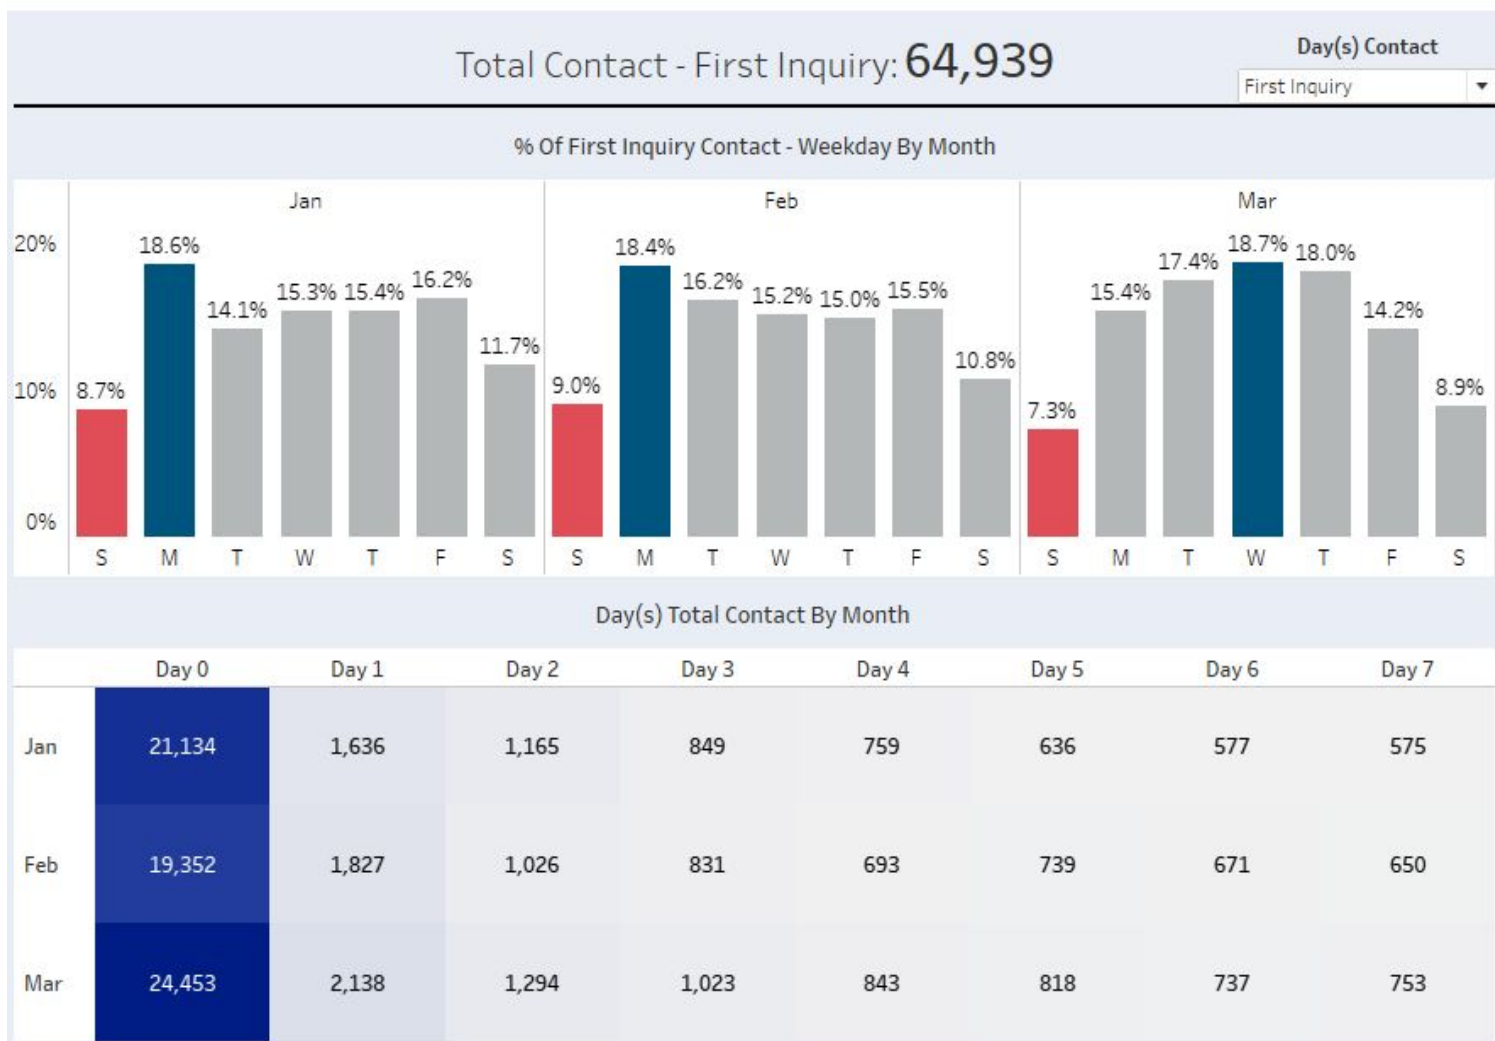 Total Contact - First Inquiry: 64,939
Day(s) Contact
First Inquiry
% Of First Inquiry Contact - Weekday By Month
Jan Feb Mar
20%
10%
0%
8.7% 18.6% 14.1% 15.3% 15.4% 16.2% 11.7%
9.0% 18.4% 16.2% 15.2% 15.0% 15.5% 10.8%
7.3% 15.4% 17.4% 18.7% 18.0% 14.2% 8.9%
S M T W T F S S M T W T F S S M T W T F S
Day(s) Total Contact By Month
Day 0 Day 1 Day 2 Day 3 Day 4 Day 5 Day 6 Day 7
Jan 21,134 1,636 1,165 849 759 636 577 575
Feb 19,352 1,827 1,026 831 693 739 671 650
Mar 24,453 2,138 1,294 1,023 843 818 737 753